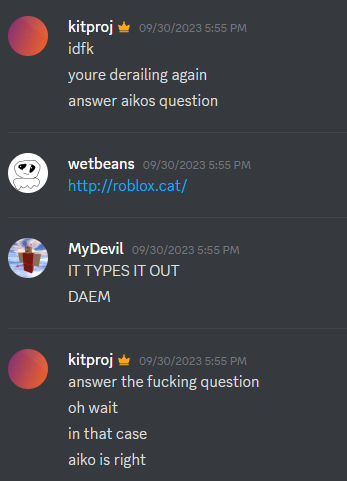 kitproj 09/30/2023 5:55 PM
idfk
youre derailing again
answer aikos question
wetbeans 09/30/2023 5:55 PM
http://roblox.cat/
MyDevil 09/30/2023 5:55 PM
IT TYPES IT OUT
DAEM
kitproj 09/30/2023 5:55 PM
answer the fucking question
oh wait
in that case
aiko is right